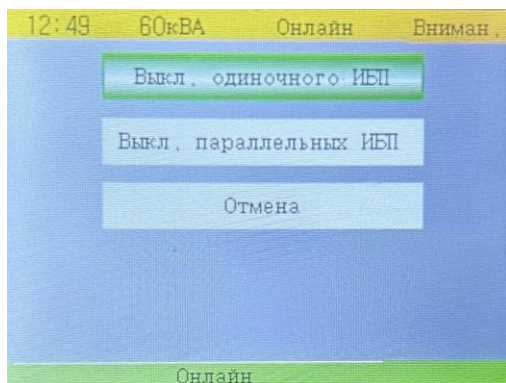 12:49 60кВА Онлайн Вниман.
Выкл. одиночного ИБП
Выкл. параллельных ИБП
Отмена
Онлайн